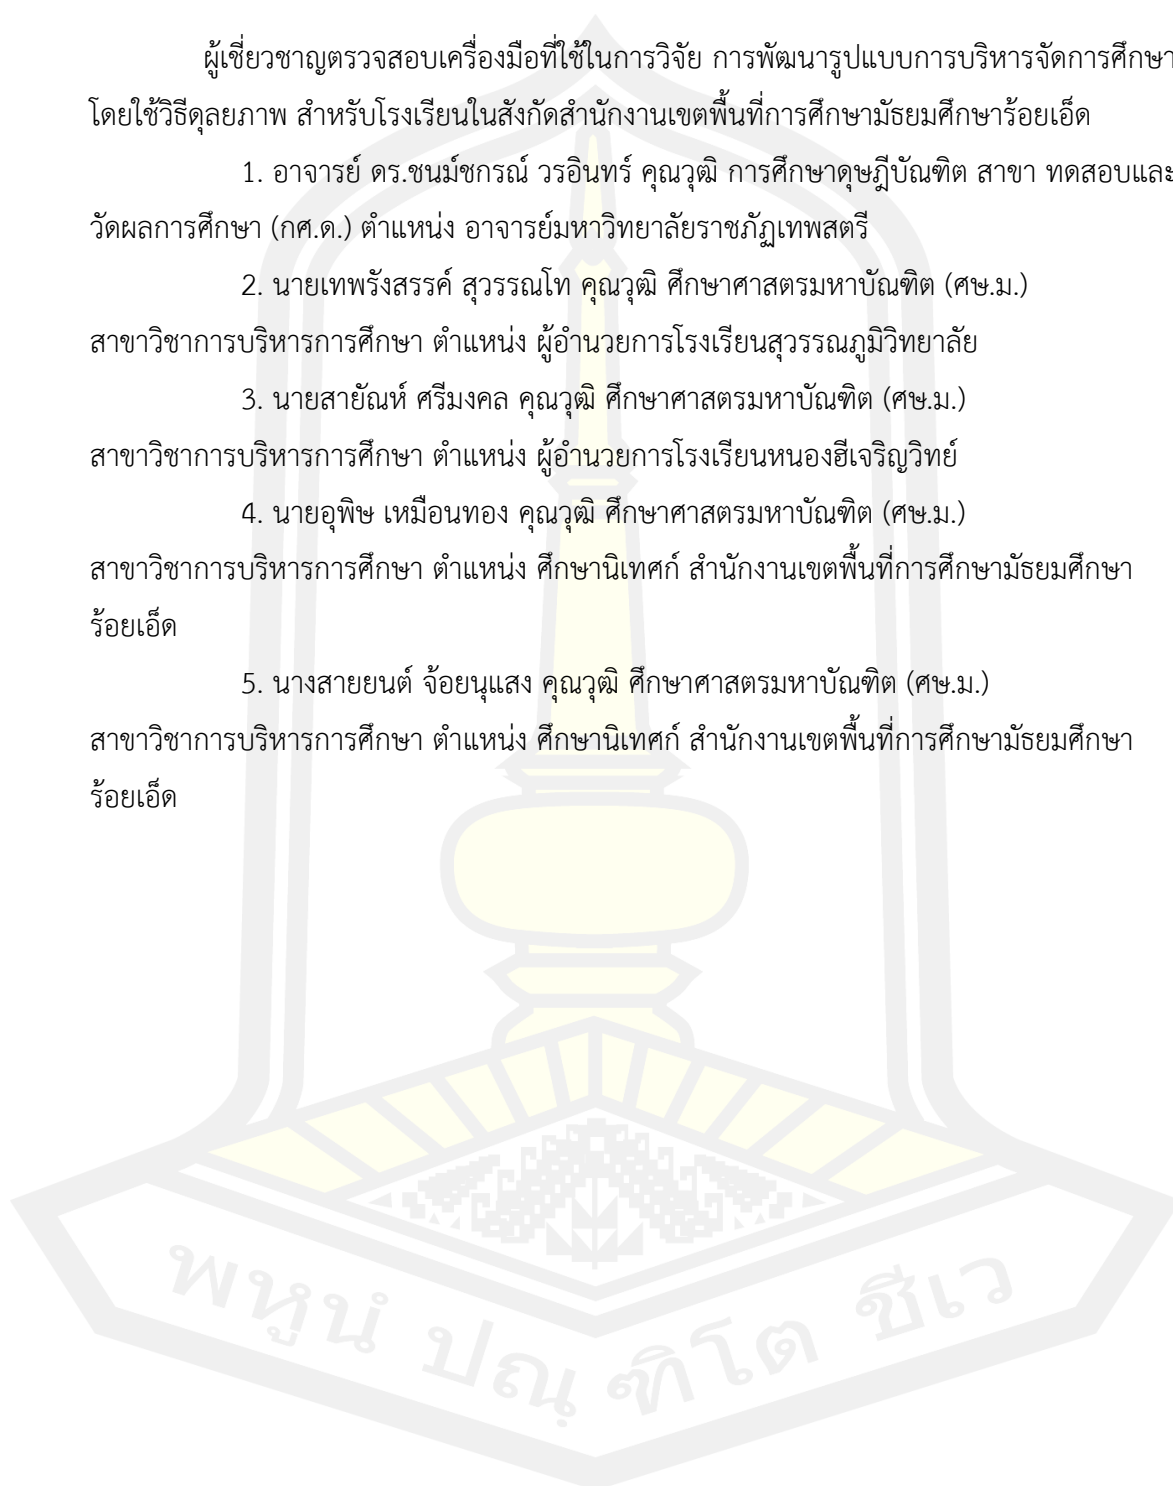 ผู้เชี่ยวชาญตรวจสอบเครื่องมือที่ใช้ในการวิจัย การพัฒนารูปแบบการบริหารจัดการศึกษา
โดยใช้วิธีดุลยภาพ สำหรับโรงเรียนในสังกัดสำนักงานเขตพื้นที่การศึกษามัธยมศึกษาร้อยเอ็ด
1. อาจารย์ ดร.ชนม์ชกรณ์ วรอินทร์ คุณวุฒิ การศึกษาดุษฎีบัณฑิต สาขา ทดสอบและ
วัดผลการศึกษา (กศ.ด.) ตำแหน่ง อาจารย์มหาวิทยาลัยราชภัฏเทพสตรี
2. นายเทพรังสรรค์ สุวรรณโท คุณวุฒิ ศึกษาศาสตรมหาบัณฑิต (ศษ.ม.)
สาขาวิชาการบริหารการศึกษา ตำแหน่ง ผู้อำนวยการโรงเรียนสุวรรณภูมิวิทยาลัย
3. นายสายัณห์ ศรีมงคล คุณวุฒิ ศึกษาศาสตรมหาบัณฑิต (ศษ.ม.)
สาขาวิชาการบริหารการศึกษา ตำแหน่ง ผู้อำนวยการโรงเรียนหนองฮีเจริญวิทย์
4. นายอุพิษ เหมือนทอง คุณวุฒิ ศึกษาศาสตรมหาบัณฑิต (ศษ.ม.)
สาขาวิชาการบริหารการศึกษา ตำแหน่ง ศึกษานิเทศก์ สำนักงานเขตพื้นที่การศึกษามัธยมศึกษา
ร้อยเอ็ด
5. นางสายยนต์ จ้อยนุแสง คุณวุฒิ ศึกษาศาสตรมหาบัณฑิต (ศษ.ม.)
สาขาวิชาการบริหารการศึกษา ตำแหน่ง ศึกษานิเทศก์ สำนักงานเขตพื้นที่การศึกษามัธยมศึกษา
ร้อยเอ็ด
พหูนํ ปณฺฑิโต ชีเว